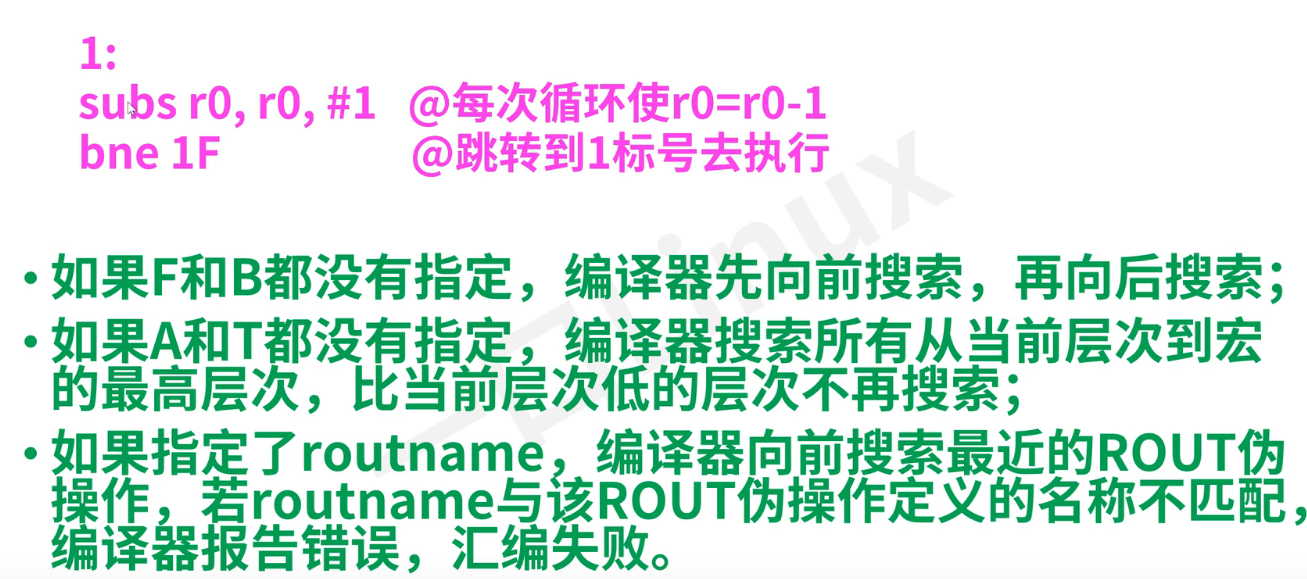 1:
subs r0, r0, #1 @每次循环使r0=r0-1
bne 1F @跳转到1标号去执行
• 如果F和B都没有指定，编译器先向前搜索，再向后搜索；
• 如果A和T都没有指定，编译器搜索所有从当前层次到宏
的最高层次，比当前层次低的层次不再搜索；
• 如果指定了routname，编译器向前搜索最近的ROUT伪
操作，若routname与该ROUT伪操作定义的名称不匹配，
编译器报告错误，汇编失败。
一口Linux